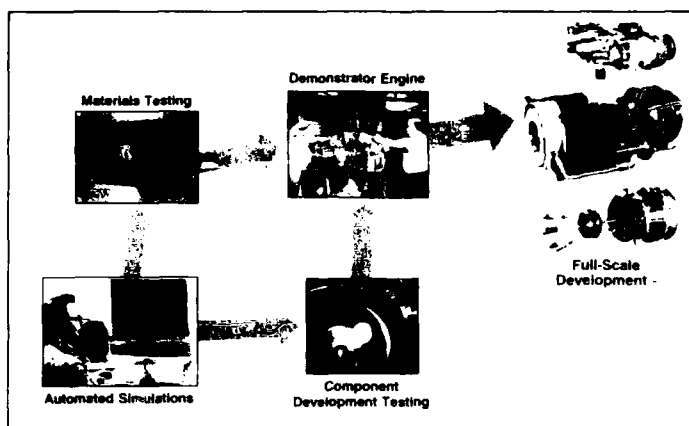 Demonstrator Engine
Materials Testing
Full-Scale
Development
Automated Simulations
Component
Development Testing